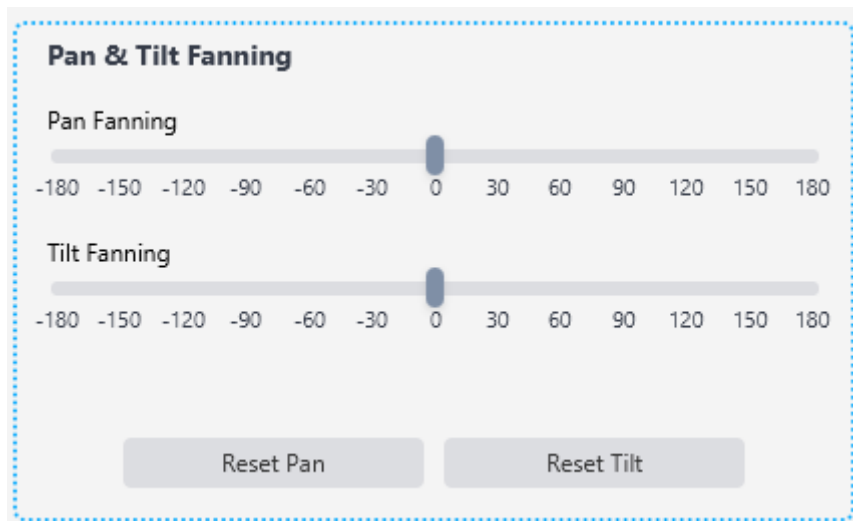 Pan & Tilt Fanning
Pan Fanning
-180 -150 -120 -90 -60 -30 0 30 60 90 120 150 180
Tilt Fanning
-180 -150 -120 -90 -60 -30 0 30 60 90 120 150 180
Reset Pan Reset Tilt